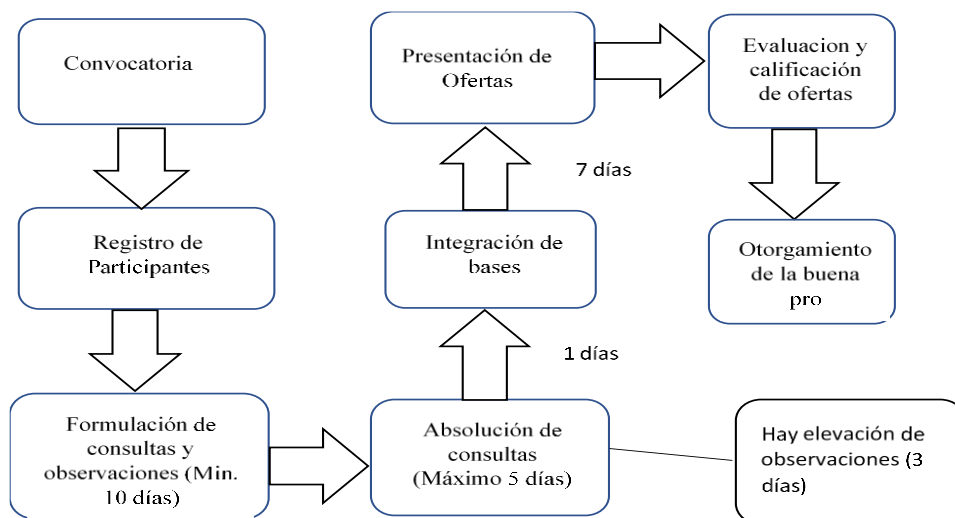 Convocatoria
Registro de
Participantes
Formulación de
consultas y
observaciones (Min.
10 días)
Absolución de
consultas
(Máximo 5 días)
Hay elevación de
observaciones (3
días)
1 días
Integración de
bases
7 días
Presentación de
Ofertas
Evaluacion y
calificación
de ofertas
Otorgamiento
de la buena
pro